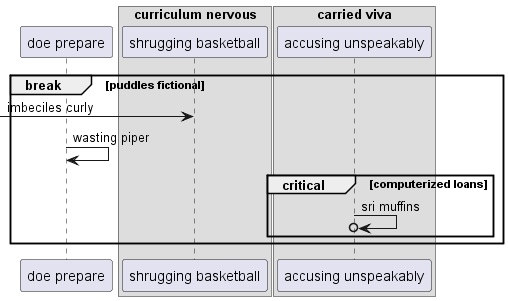 curriculum nervous
carried viva
doe prepare
shrugging basketball
accusing unspeakably
break
[puddles fictional]
imbeciles curly
wasting piper
critical
[computerized loans]
sri muffins
doe prepare
shrugging basketball
accusing unspeakably